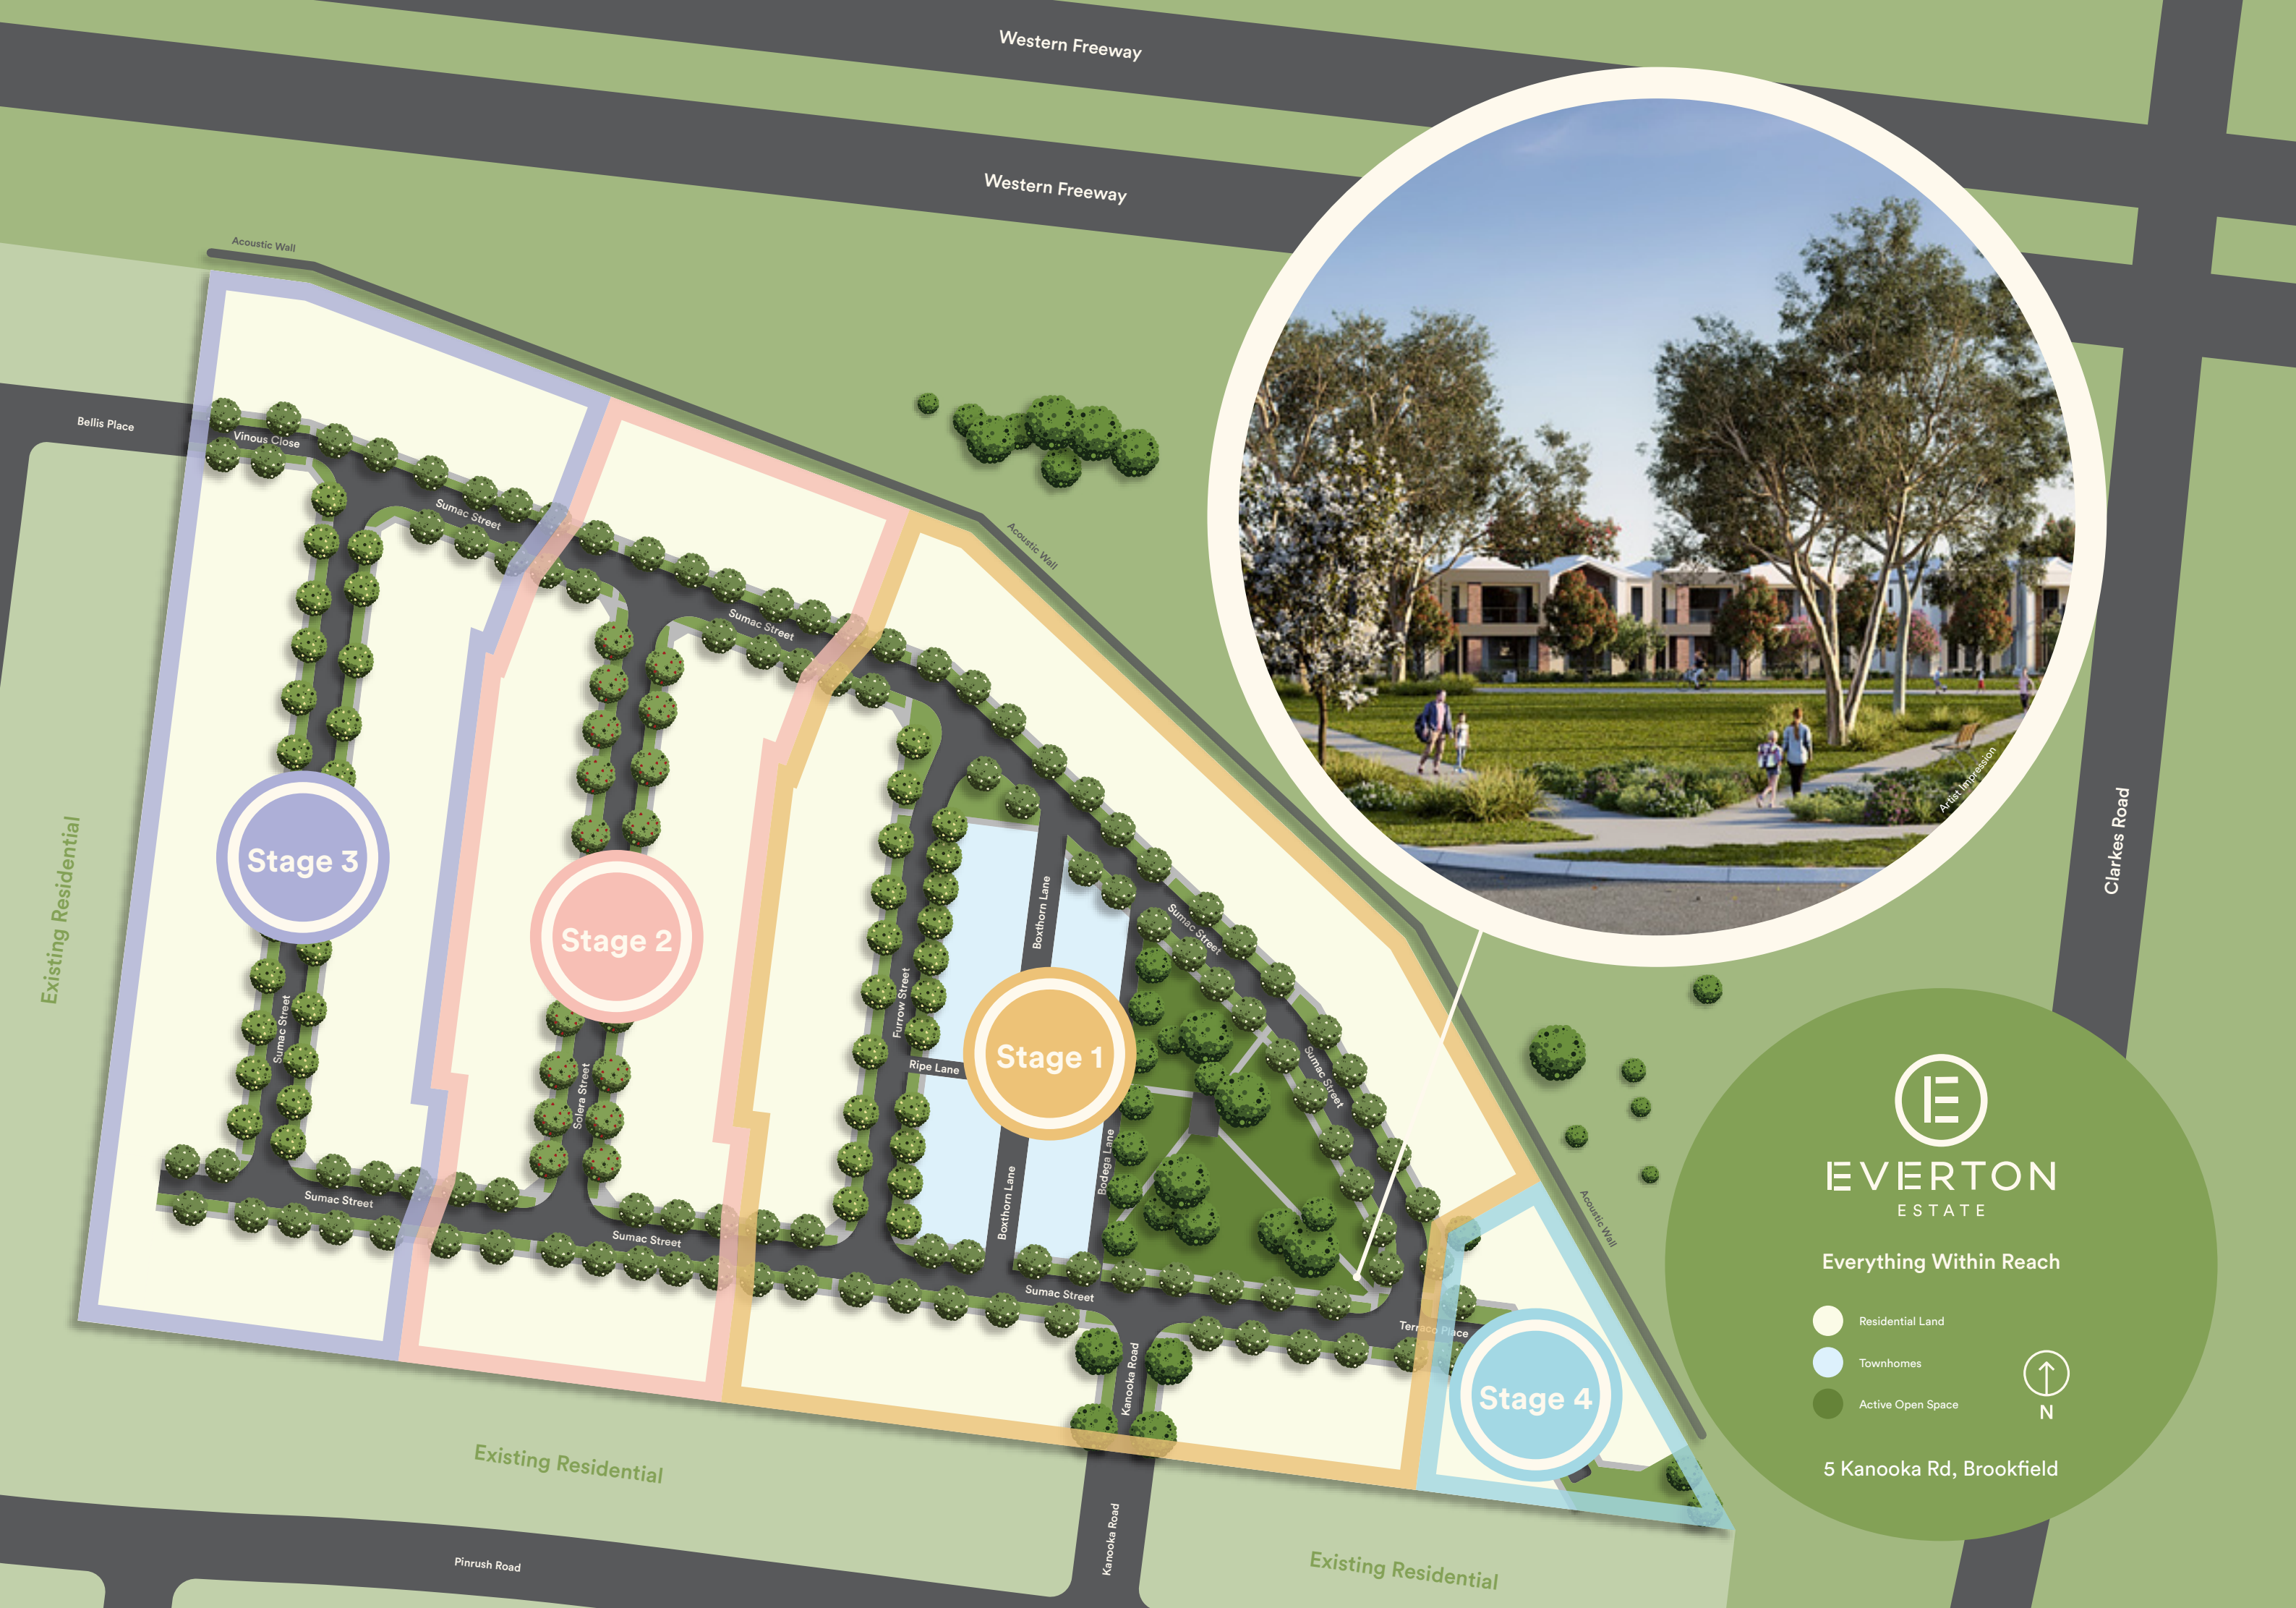 Western Freeway
Western Freeway
Acoustic Wall
Bellis Place
Vinous Close
Sumac Street
Acoustic Wall
Sumac Street
Artist Impression
Clarkes Road
Existing Residential
Stage 3
Stage 2
Boxthorn Lane
Sumac Street
Furrow Street
Sumac Street
Stage 1
Ripe Lane
Sumac Street
Solera Street
Bodega Lane
Boxthorn Lane
Acoustic Wall
Sumac Street
Sumac Street
Sumac Street
Terraco Place
Kanooka Road
Stage 4
EVERTON
ESTATE
Everything Within Reach
Residential Land
Townhomes
Active Open Space
N
5 Kanooka Rd, Brookfield
Existing Residential
Kanooka Road
Pinrush Road
Existing Residential